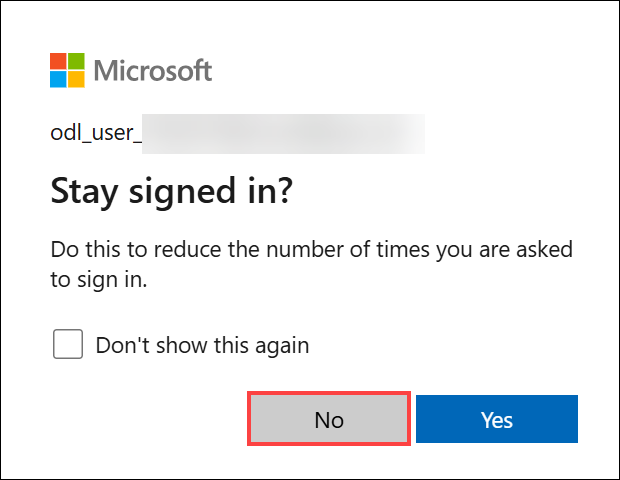 Microsoft
odl_user_
Stay signed in?
Do this to reduce the number of times you are asked
to sign in.
Don't show this again
No
Yes